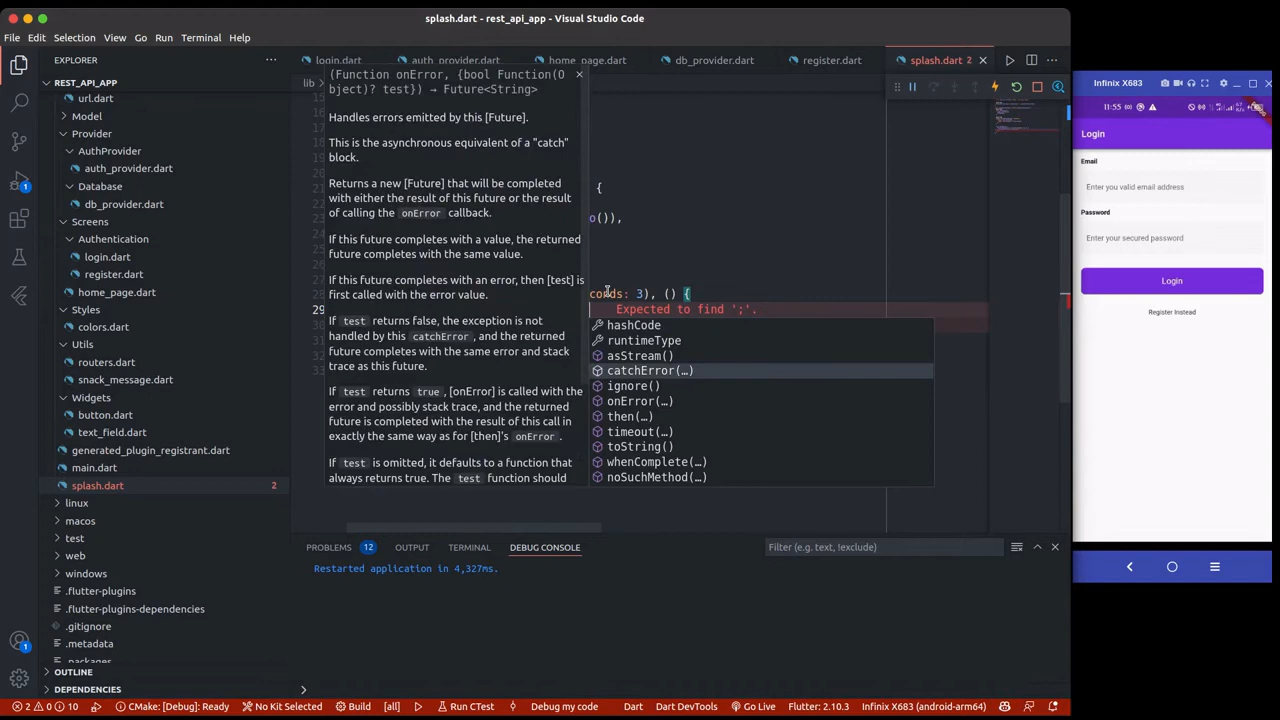 splash.dart - rest_api_app - Visual Studio Code
File Edit Selection View Go Run Terminal Help
EXPLORER
REST_API_APP
url.dart
Model
Provider
AuthProvider
auth_provider.dart
Database
db_provider.dart
Screens
Authentication
login.dart
register.dart
home_page.dart
Styles
colors.dart
Utils
routers.dart
snack_message.dart
Widgets
button.dart
text_field.dart
generated_plugin_registrant.dart
main.dart
splash.dart 2
linux
macos
test
web
windows
.flutter-plugins
.flutter-plugins-dependencies
.gitignore
.metadata
.packages
OUTLINE
DEPENDENCIES
login.dart auth_provider.dart home_page.dart db_provider.dart register.dart splash.dart 2
lib
(Function onError, {bool Function(O
bject)? test}) → Future<String>
Handles errors emitted by this [Future].
This is the asynchronous equivalent of a "catch"
block.
Returns a new [Future] that will be completed
with either the result of this future or the result
of calling the onError callback.
If this future completes with a value, the returned
future completes with the same value.
If this future completes with an error, then [test] is
first called with the error value.
If test returns false, the exception is not
handled by this catchError, and the returned
future completes with the same error and stack
trace as this future.
If test returns true, [onError] is called with the
error and possibly stack trace, and the returned
future is completed with the result of this call in
exactly the same way as for [then]'s onError.
If test is omitted, it defaults to a function that
always returns true. The test function should
{
o()),
conds: 3), () {
Expected to find ';'.
hashCode
runtimeType
asStream()
catchError(…)
ignore()
onError(…)
then(…)
timeout(…)
toString()
whenComplete(…)
noSuchMethod(…)
PROBLEMS 12 OUTPUT TERMINAL DEBUG CONSOLE
Filter (e.g. text, !exclude)
Restarted application in 4,327ms.
2 0 10 CMake: [Debug]: Ready No Kit Selected Build [all] Run CTest Debug my code Dart Dart DevTools Go Live Flutter: 2.10.3 Infinix X683 (android-arm64)
Infinix X683
11:55
Login
Email
Enter you valid email address
Password
Enter your secured password
Login
Register Instead